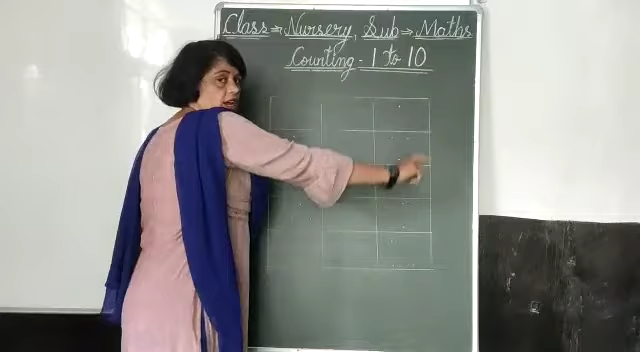 Class ⇒ Nursery, Sub ⇒ Maths
Counting - 1 to 10